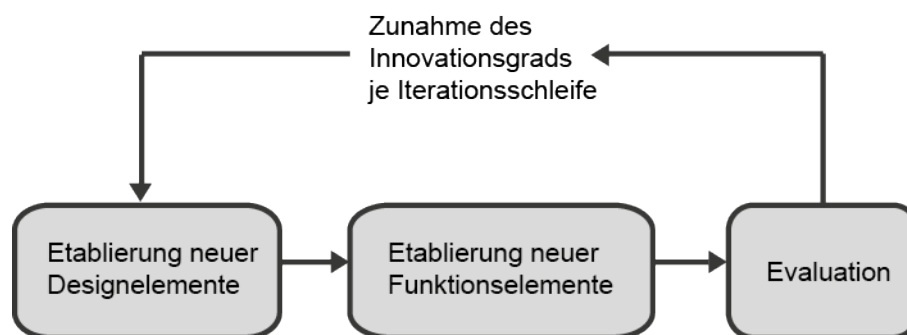 Zunahme des
Innovationsgrads
je Iterationsschleife
Etablierung neuer
Designelemente
Etablierung neuer
Funktionselemente
Evaluation